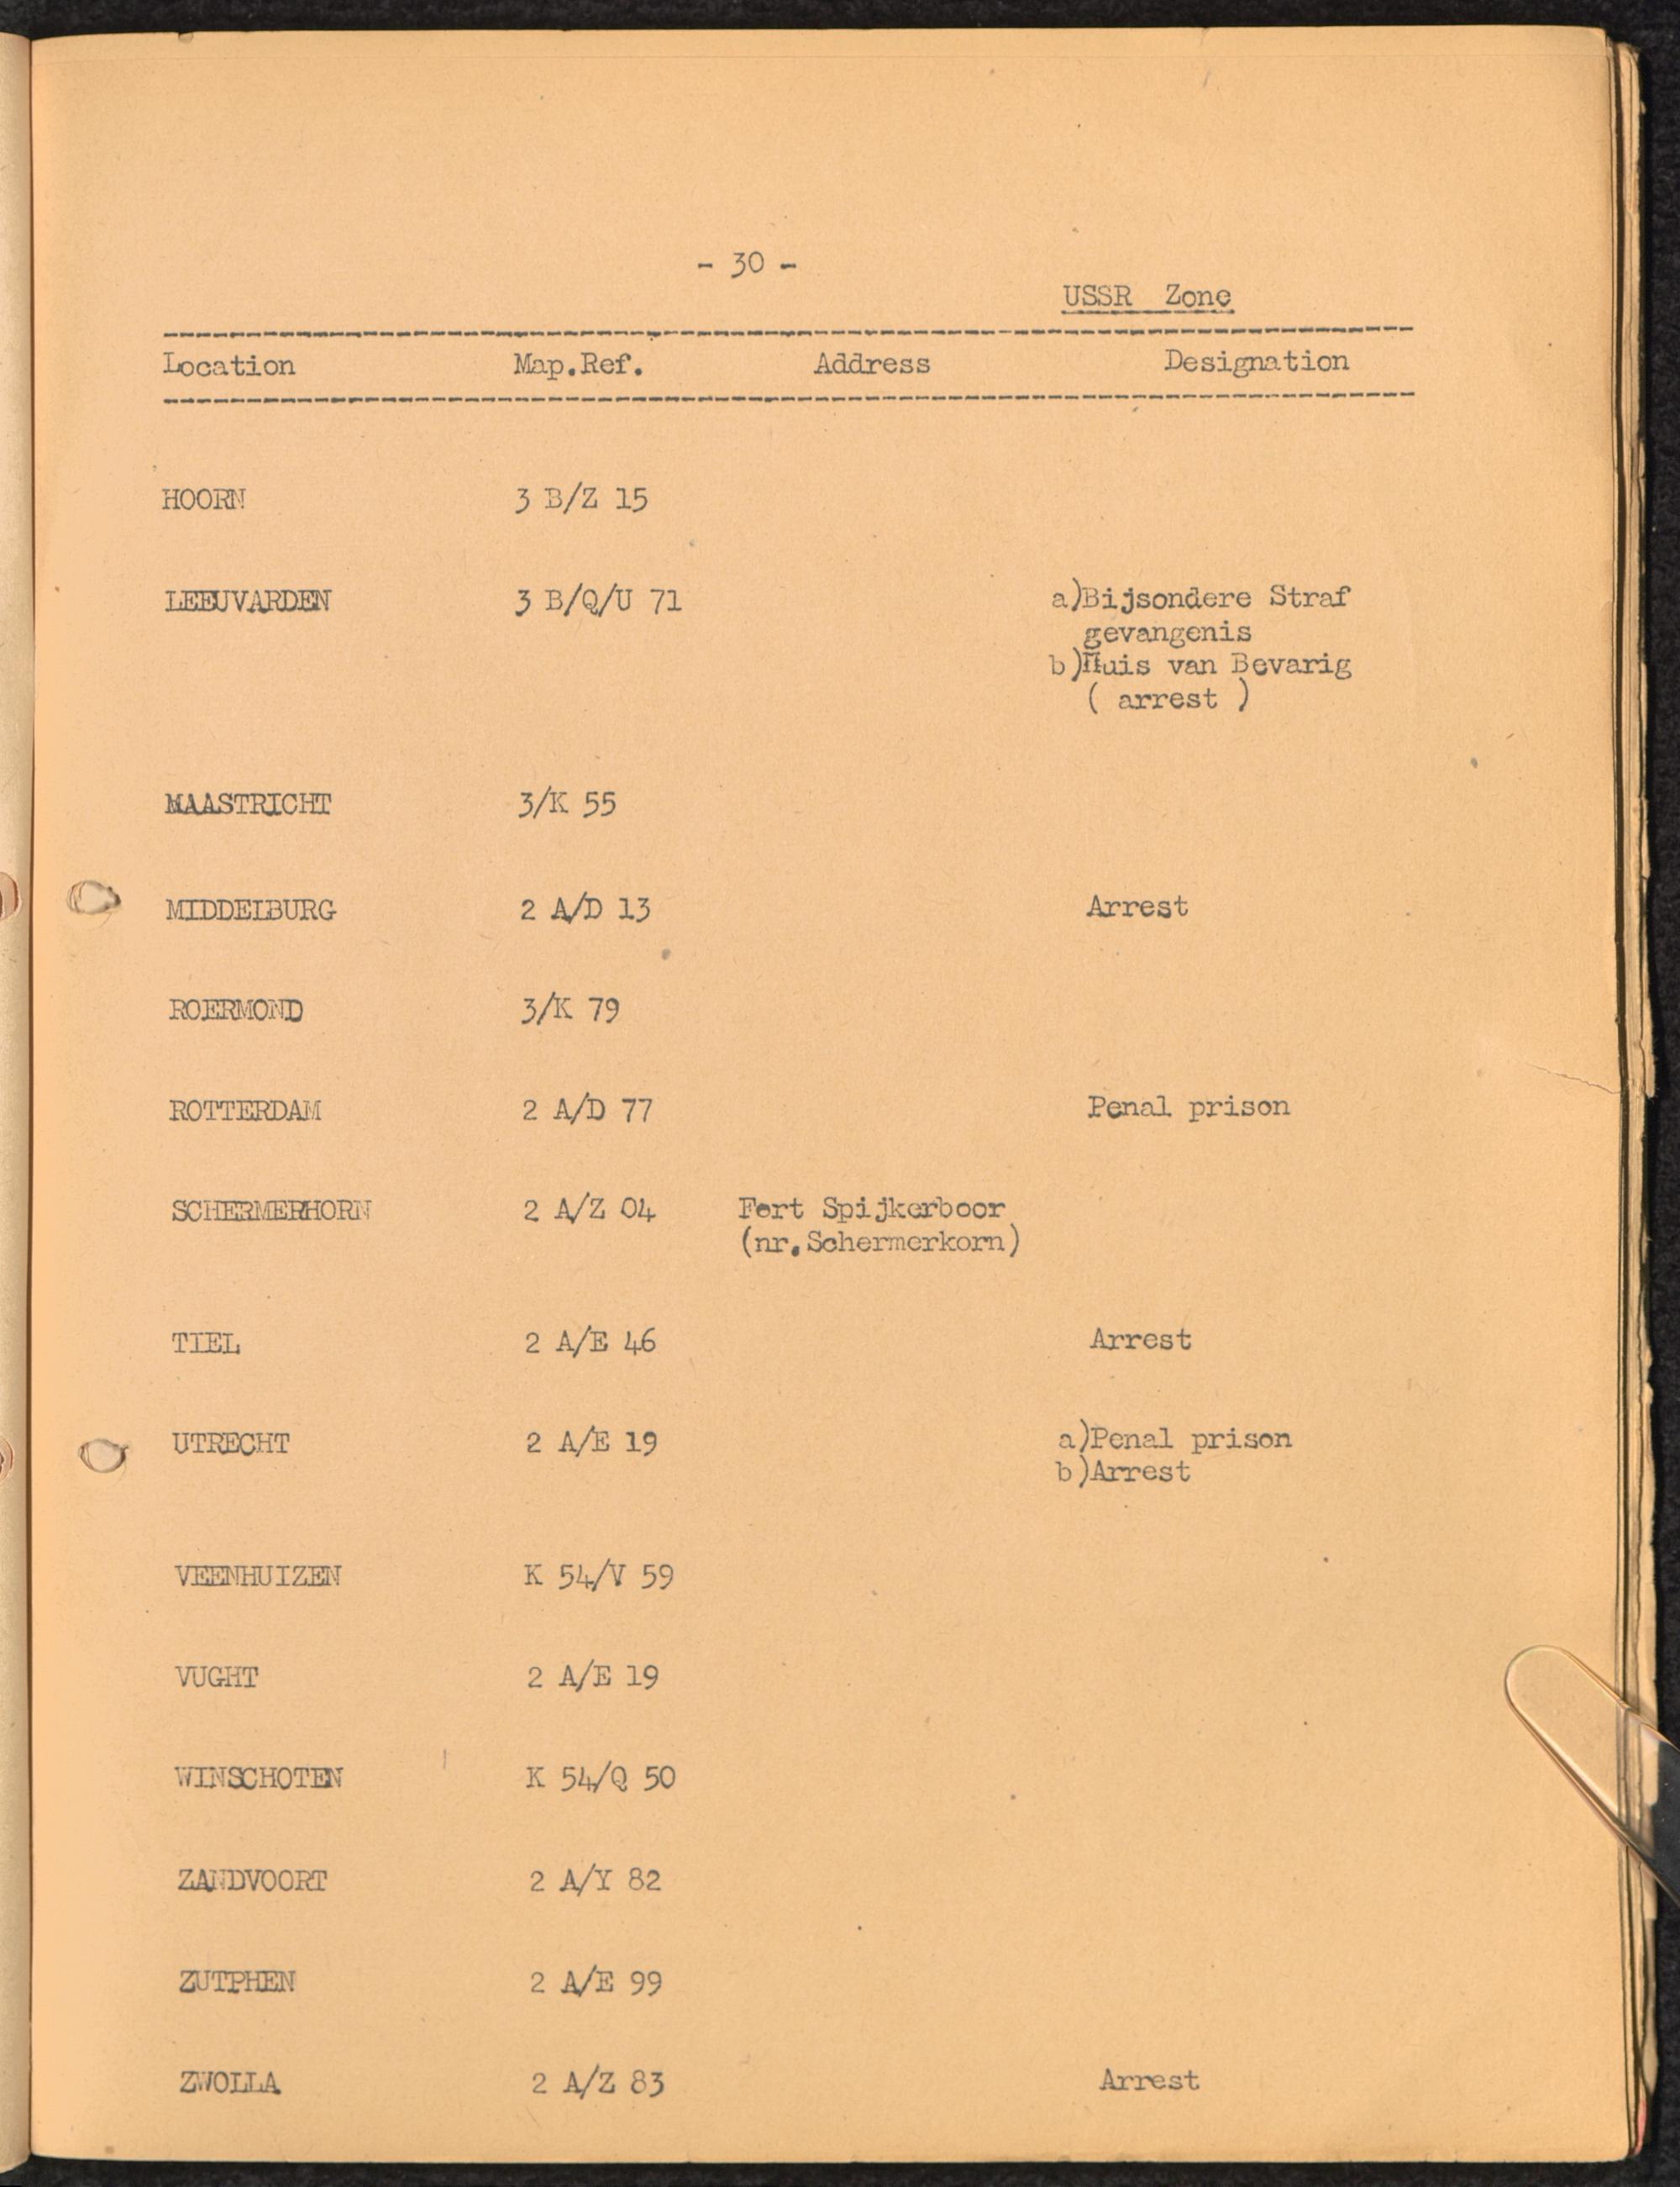 - 30 -
USSR Zone
Location Map.Ref. Address Designation
HOORN 3 B/Z 15
LEEUVARDEN 3 B/Q/U 71 a)Bijsondere Straf
gevangenis
b)Huis van Bevarig
( arrest )
MAASTRICHT 3/K 55
MIDDELBURG 2 A/D 13 Arrest
ROERMOND 3/K 79
ROTTERDAM 2 A/D 77 Penal prison
SCHERMERHORN 2 A/Z 04 Fort Spijkerboor
(nr.Schermerkorn)
TIEL 2 A/E 46 Arrest
UTRECHT 2 A/E 19 a)Penal prison
b)Arrest
VEENHUIZEN K 54/V 59
VUGHT 2 A/E 19
WINSCHOTEN K 54/Q 50
ZANDVOORT 2 A/Y 82
ZUTPHEN 2 A/E 99
ZWOLLA 2 A/Z 83 Arrest